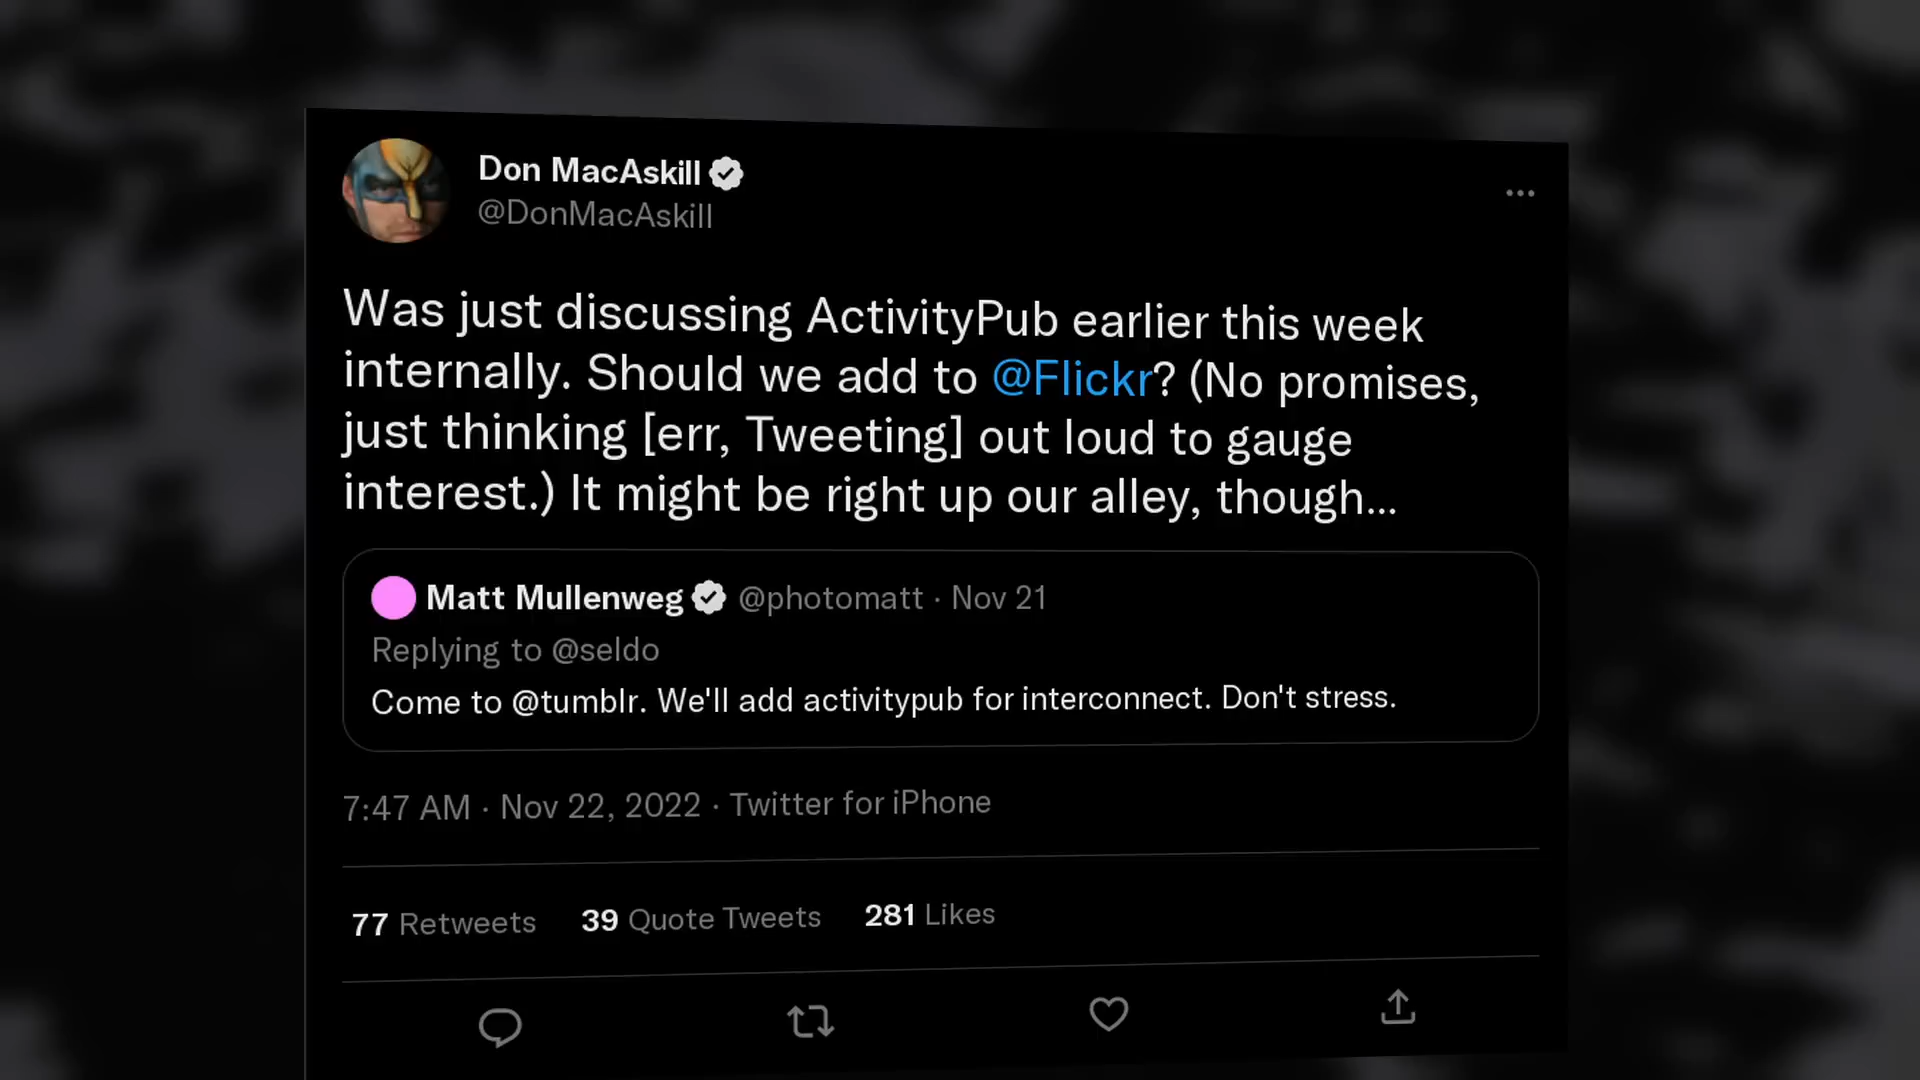 Don MacAskill
@DonMacAskill
Was just discussing ActivityPub earlier this week
internally. Should we add to @Flickr? (No promises,
just thinking [err, Tweeting] out loud to gauge
interest.) It might be right up our alley, though...
Matt Mullenweg @photomatt · Nov 21
Replying to @seldo
Come to @tumblr. We'll add activitypub for interconnect. Don't stress.
7:47 AM · Nov 22, 2022 · Twitter for iPhone
77 Retweets 39 Quote Tweets 281 Likes